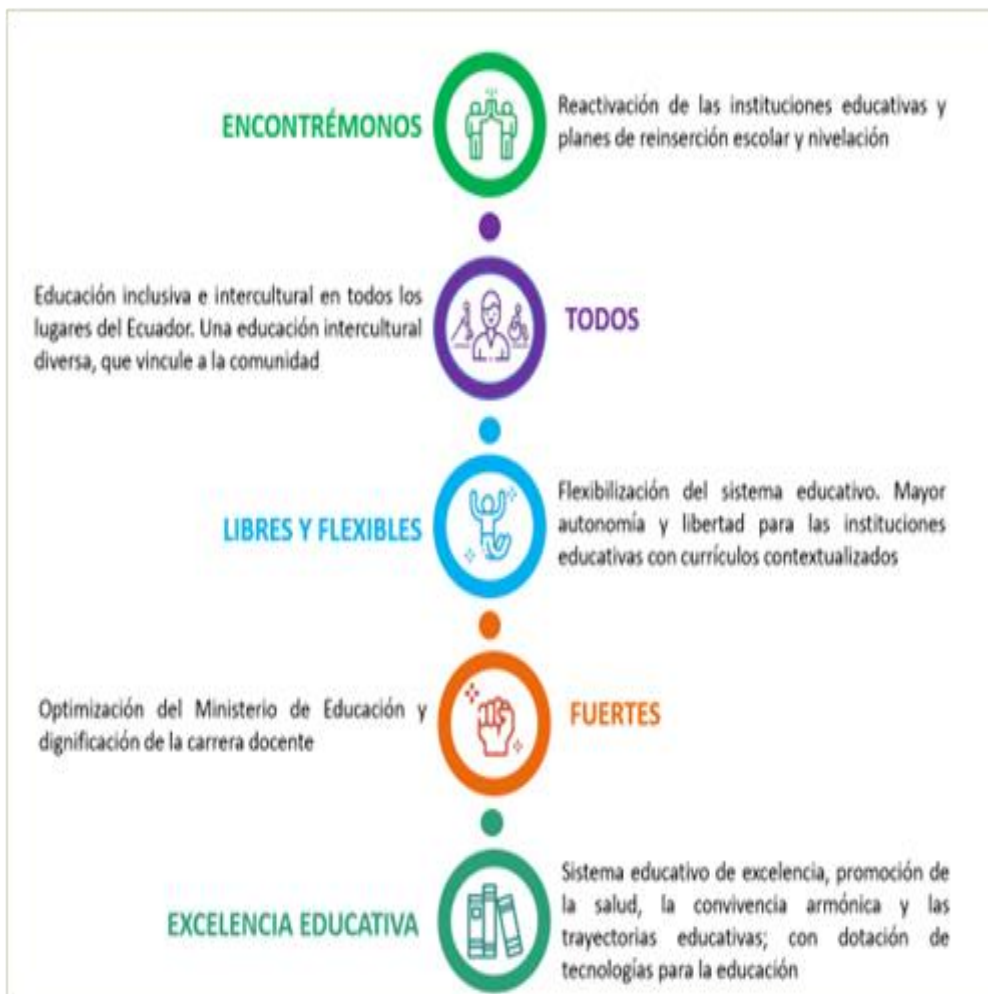 ENCONTRÉMONOS
Reactivación de las instituciones educativas y
planes de reinserción escolar y nivelación
Educación inclusiva e intercultural en todos los
lugares del Ecuador. Una educación intercultural
diversa, que vincule a la comunidad
TODOS
LIBRES Y FLEXIBLES
Flexibilización del sistema educativo. Mayor
autonomía y libertad para las instituciones
educativas con currículos contextualizados
Optimización del Ministerio de Educación y
dignificación de la carrera docente
FUERTES
EXCELENCIA EDUCATIVA
Sistema educativo de excelencia, promoción de
la salud, la convivencia armónica y las
trayectorias educativas; con dotación de
tecnologías para la educación